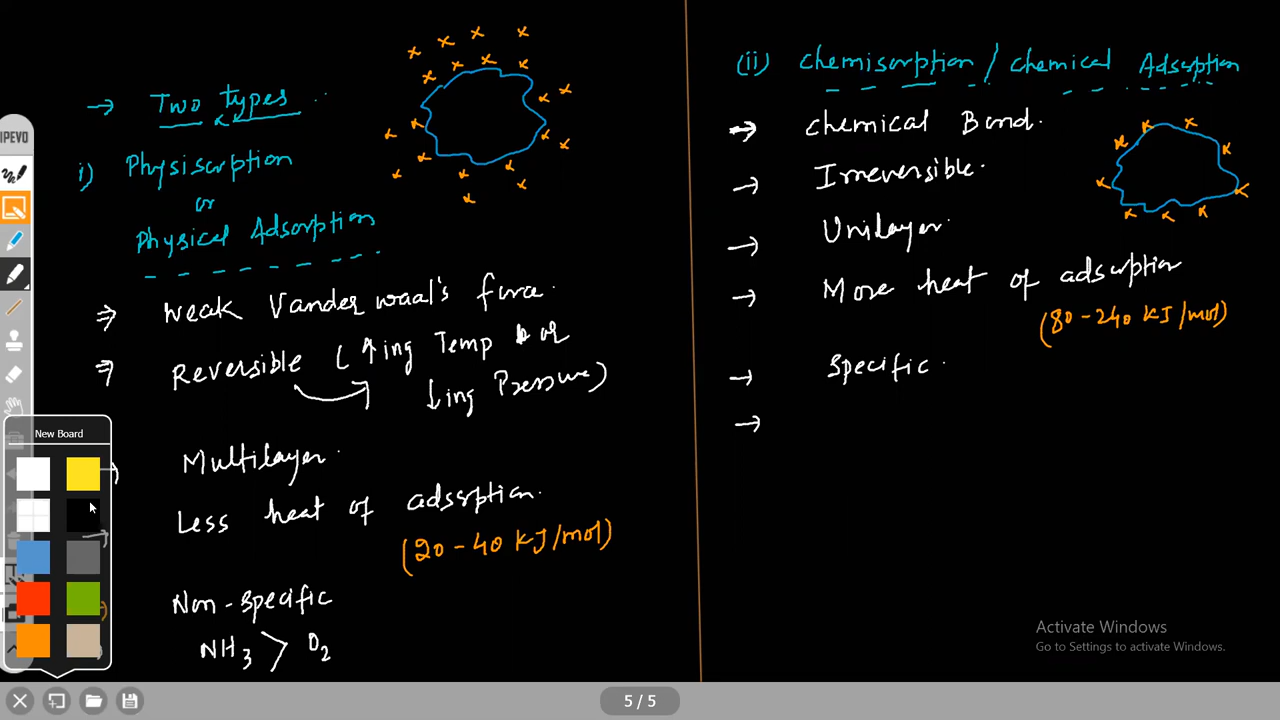 → Two types
i) Physisorption
or
Physical Adsorption
⇒ Weak Vander waal's force.
⇒ Reversible (↑ing Temp or
↓ing Pressure)
Multilayer.
Less heat of adsorption.
(20-40 KJ/mol)
Non-specific
NH3 > O2
(ii) chemisorption / chemical Adsorption
→ chemical Bond.
→ Irreversible.
→ Unilayer.
→ More heat of adsorption
(80-240 KJ/mol)
→ Specific.
→
IPEVO
New Board
5 / 5
Activate Windows
Go to Settings to activate Windows.